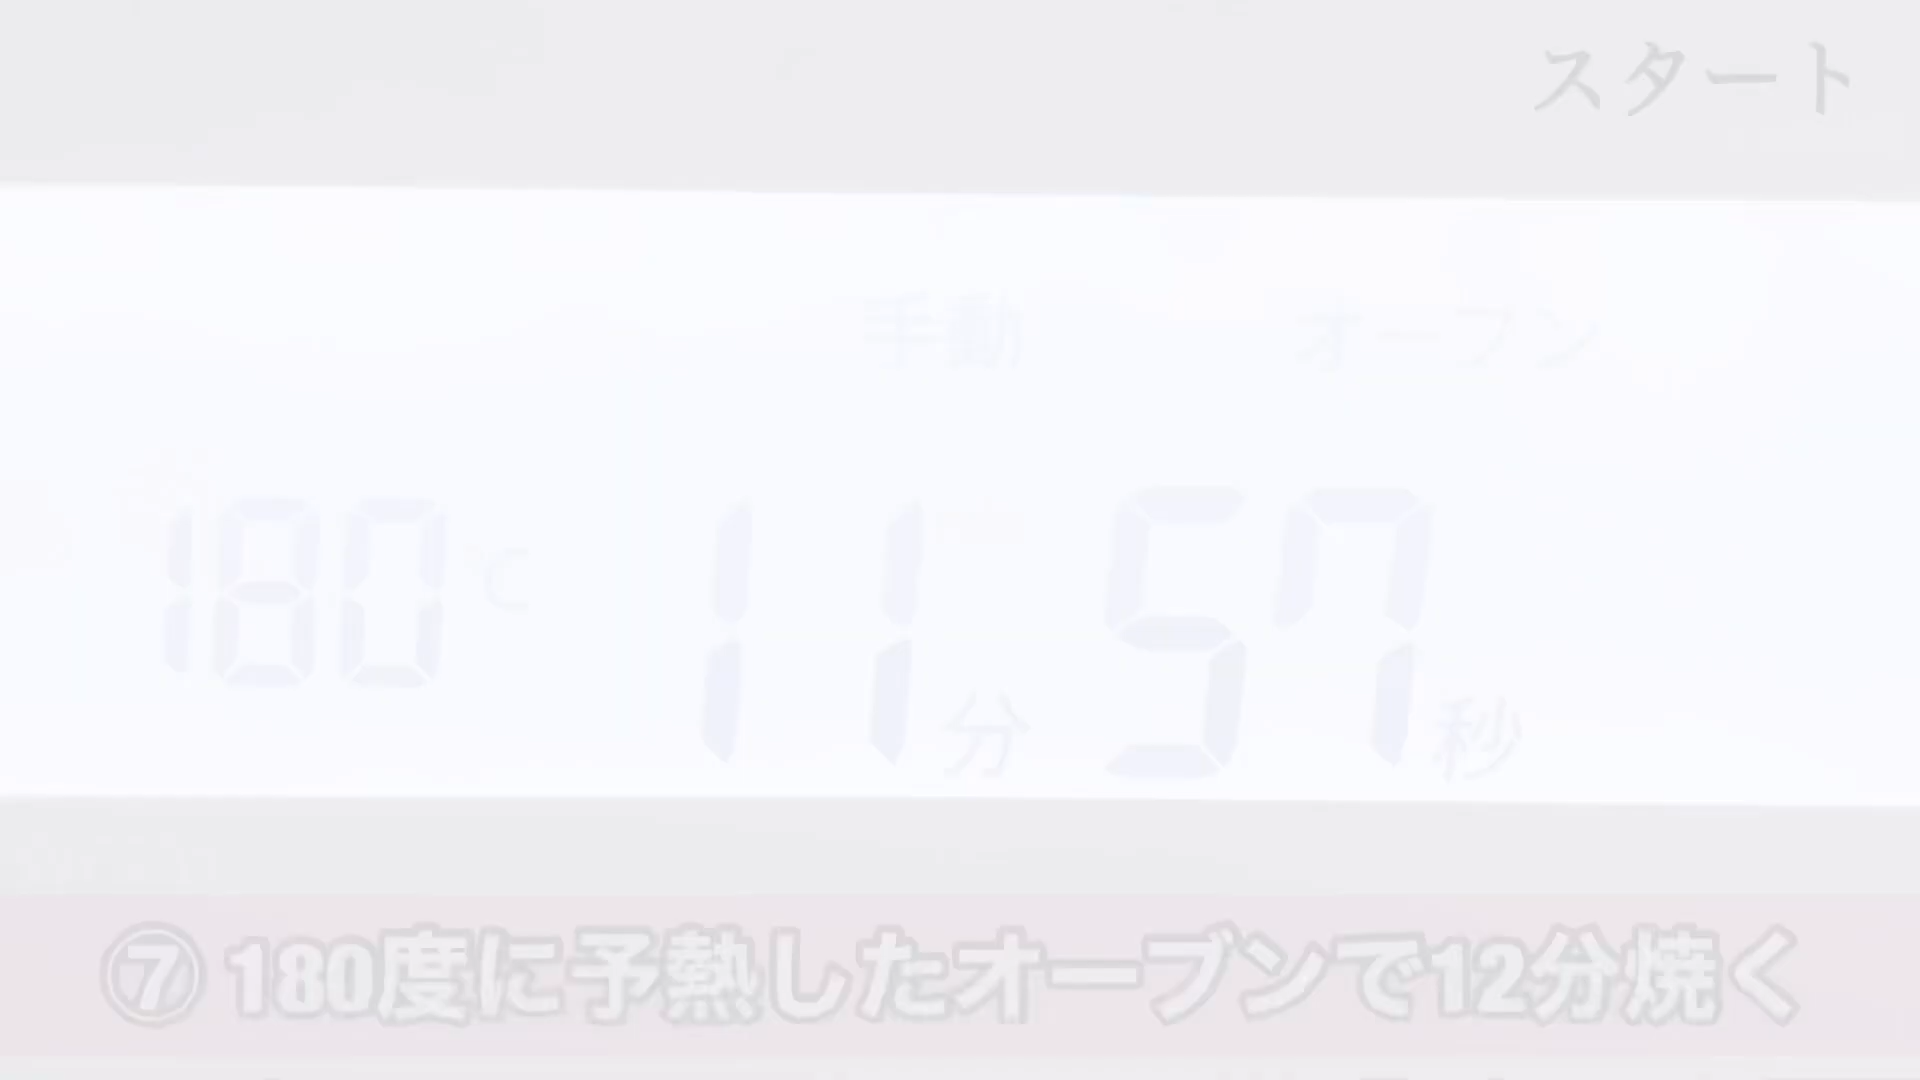 スタート
手動 オーブン
180℃ 11分57秒
⑦ 180度に予熱したオーブンで12分焼く